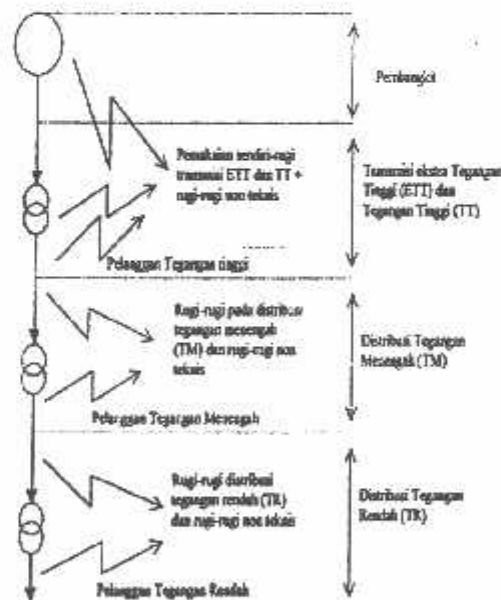 Pembangkit
Pemakaian sendiri-rugi
transmisi ETT dan TT +
rugi-rugi non teknis
Transmisi ekstra Tegangan
Tinggi (ETT) dan
Tegangan Tinggi (TT)
Pelanggan Tegangan tinggi
Rugi-rugi pada distribusi
tegangan menengah
(TM) dan rugi-rugi non
teknis
Distribusi Tegangan
Menengah (TM)
Pelanggan Tegangan Menengah
Rugi-rugi distribusi
tegangan rendah (TR)
dan rugi-rugi non teknis
Distribusi Tegangan
Rendah (TR)
Pelanggan Tegangan Rendah